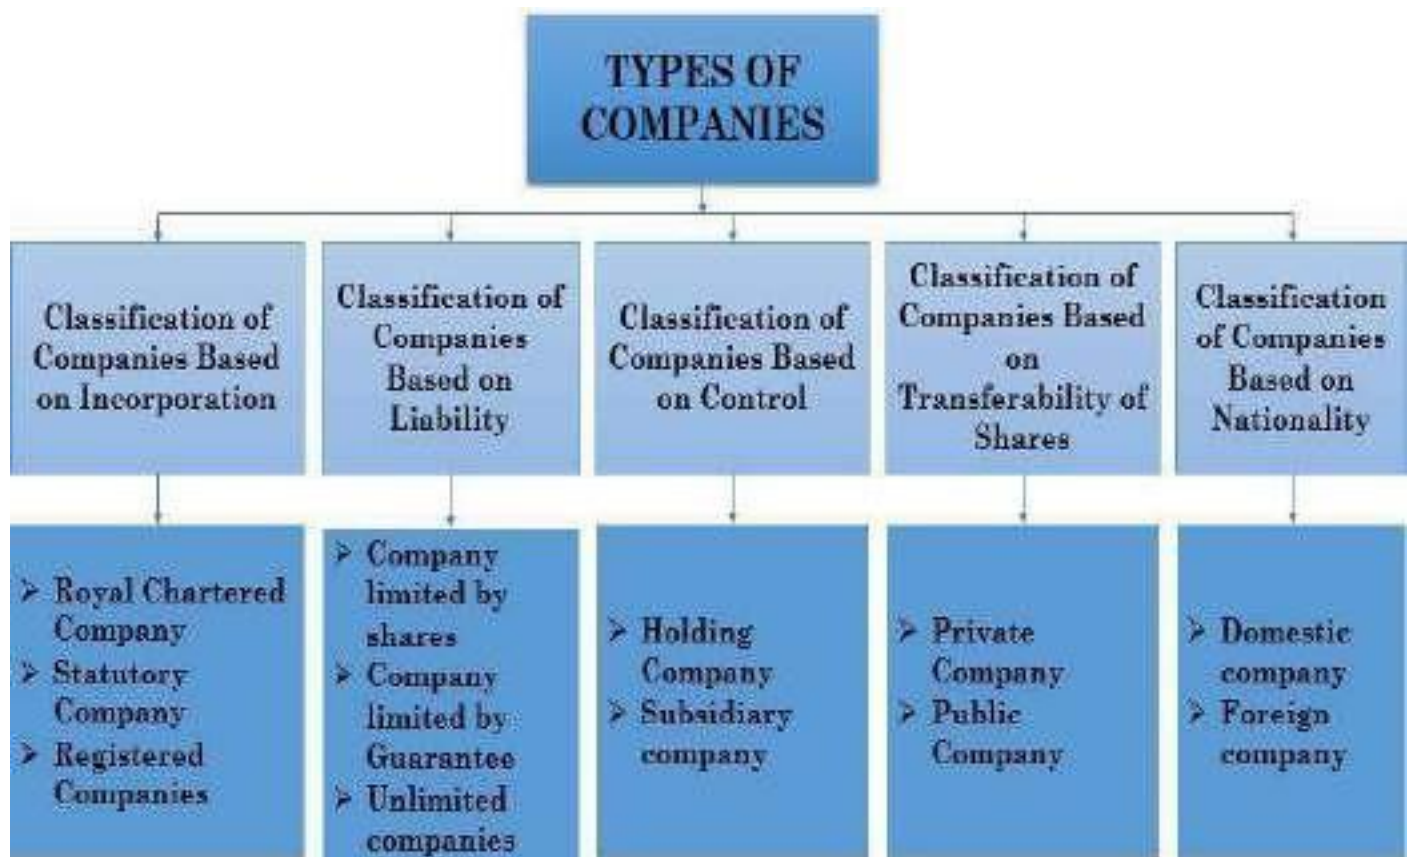 TYPES OF
COMPANIES
Classification of
Companies Based
on Incorporation
Classification of
Companies
Based on
Liability
Classification of
Companies Based
on Control
Classification of
Companies Based
on
Transferability of
Shares
Classification
of Companies
Based on
Nationality
➢ Royal Chartered
Company
➢ Statutory
Company
➢ Registered
Companies
➢ Company
limited by
shares
➢ Company
limited by
Guarantee
➢ Unlimited
companies
➢ Holding
Company
➢ Subsidiary
company
➢ Private
Company
➢ Public
Company
➢ Domestic
company
➢ Foreign
company